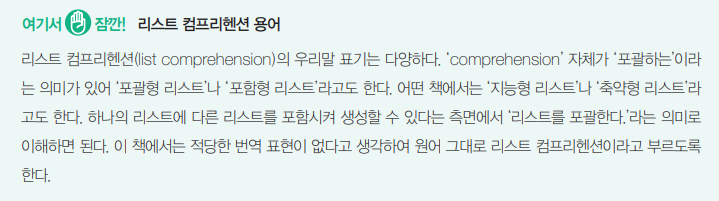 여기서 잠깐! 리스트 컴프리헨션 용어
리스트 컴프리헨션(list comprehension)의 우리말 표기는 다양하다. ‘comprehension’ 자체가 ‘포괄하는’이라
는 의미가 있어 ‘포괄형 리스트’나 ‘포함형 리스트’라고도 한다. 어떤 책에서는 ‘지능형 리스트’나 ‘축약형 리스트’라
고도 한다. 하나의 리스트에 다른 리스트를 포함시켜 생성할 수 있다는 측면에서 ‘리스트를 포괄한다.’라는 의미로
이해하면 된다. 이 책에서는 적당한 번역 표현이 없다고 생각하여 원어 그대로 리스트 컴프리헨션이라고 부르도록
한다.